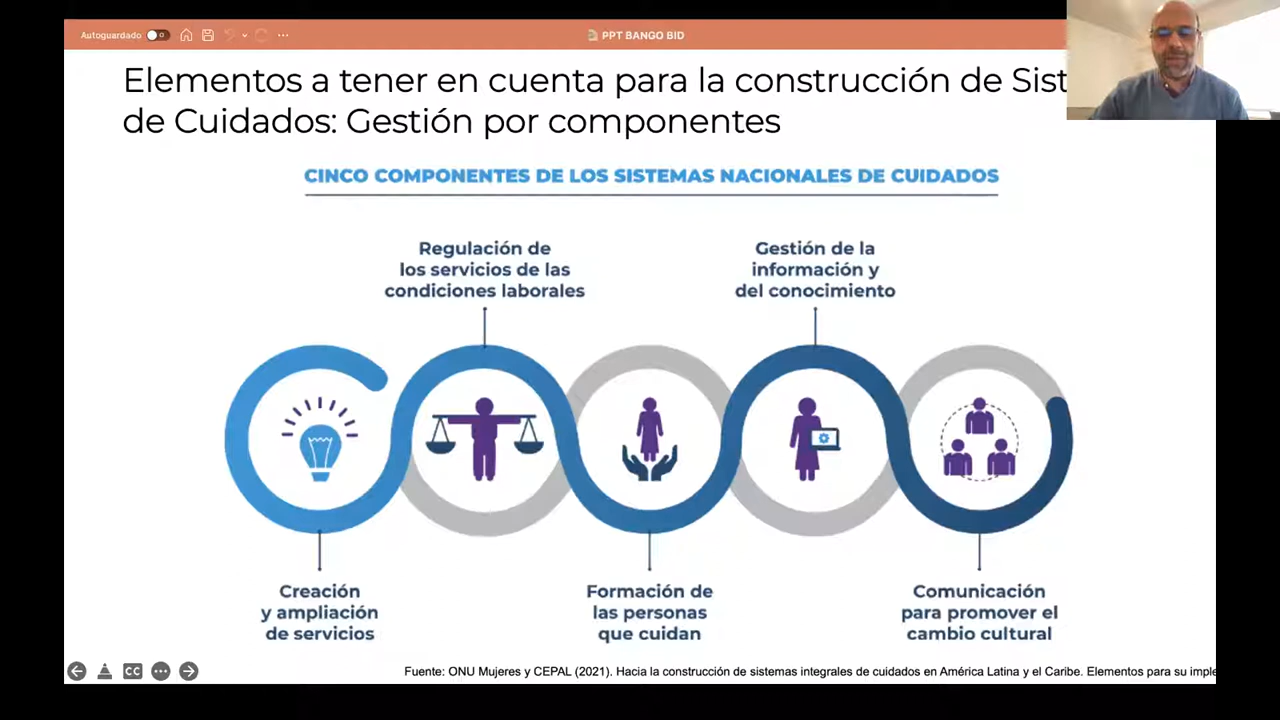 Autoguardado
PPT BANGO BID
Elementos a tener en cuenta para la construcción de
de Cuidados: Gestión por componentes
CINCO COMPONENTES DE LOS SISTEMAS NACIONALES DE CUIDADOS
Regulación de
los servicios de las
condiciones laborales
Gestión de la
información y
del conocimiento
Creación
y ampliación
de servicios
Formación de
las personas
que cuidan
Comunicación
para promover el
cambio cultural
CC
Fuente: ONU Mujeres y CEPAL (2021). Hacia la construcción de sistemas integrales de cuidados en América Latina y el Caribe. Elementos para su